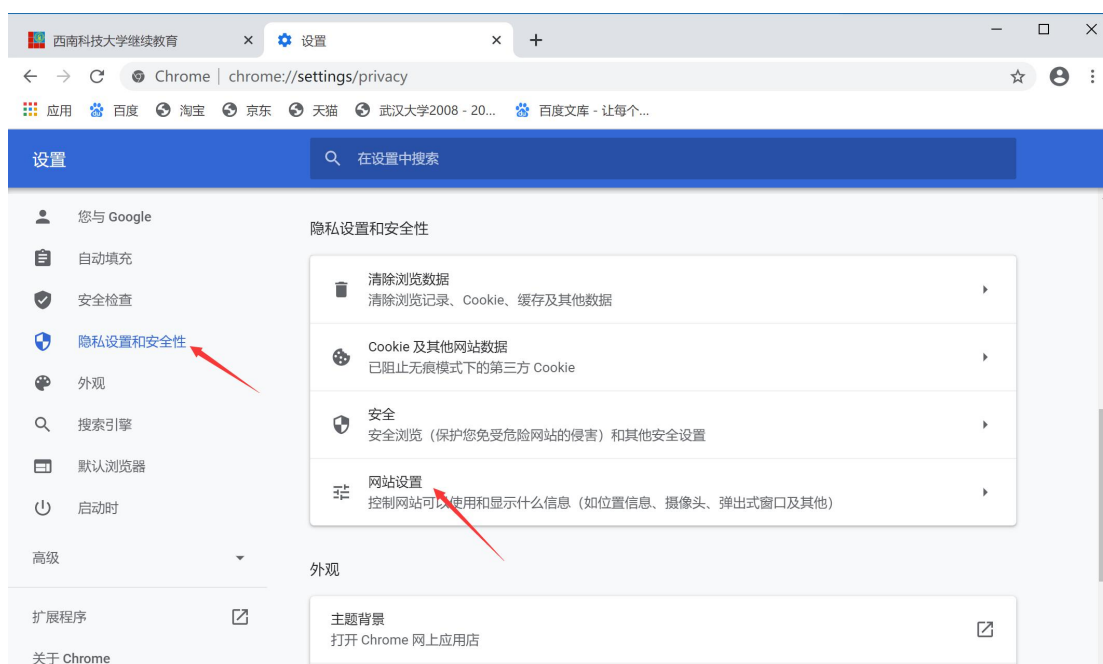 西南科技大学继续教育
设置
Chrome | chrome://settings/privacy
应用 百度 淘宝 京东 天猫 武汉大学2008 - 20... 百度文库 - 让每个...
设置
在设置中搜索
您与 Google
自动填充
安全检查
隐私设置和安全性
外观
搜索引擎
默认浏览器
启动时
高级
扩展程序
关于 Chrome
隐私设置和安全性
清除浏览数据
清除浏览记录、Cookie、缓存及其他数据
Cookie 及其他网站数据
已阻止无痕模式下的第三方 Cookie
安全
安全浏览（保护您免受危险网站的侵害）和其他安全设置
网站设置
控制网站可以使用和显示什么信息（如位置信息、摄像头、弹出式窗口及其他）
外观
主题背景
打开 Chrome 网上应用店